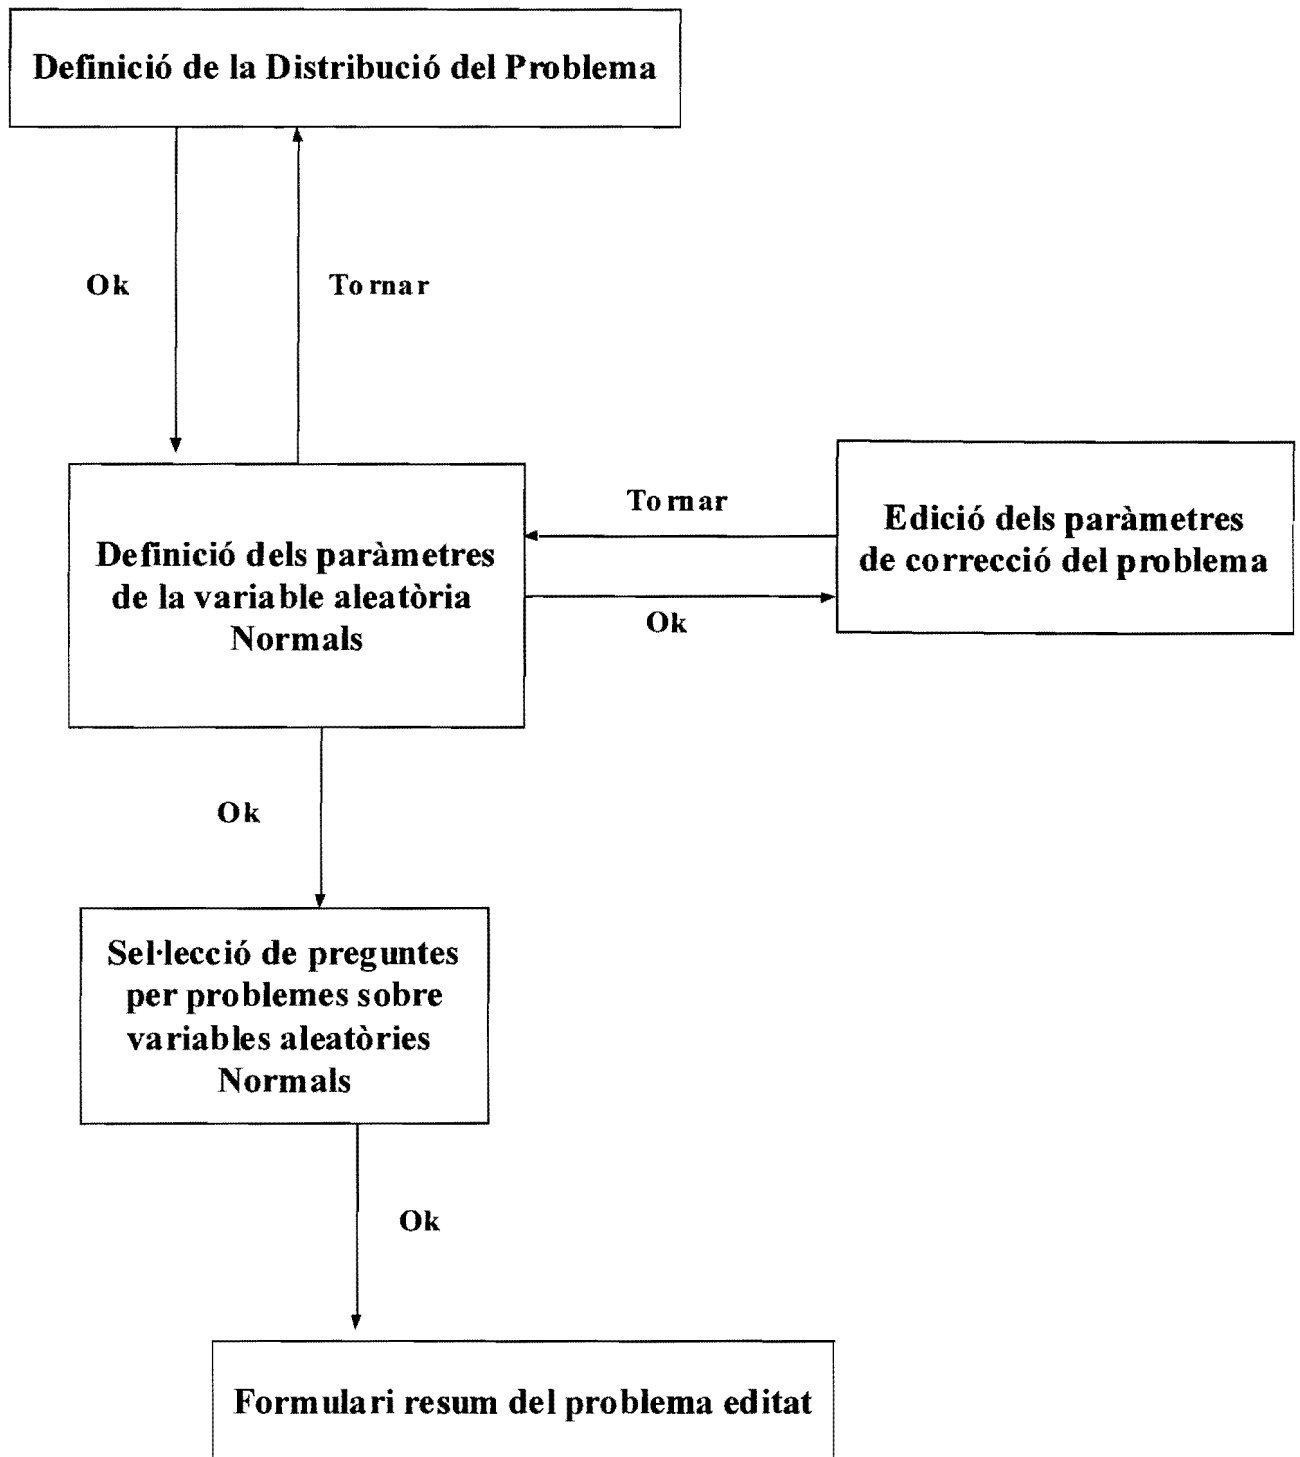 Definició de la Distribució del Problema
Ok
Tornar
Tornar
Edició dels paràmetres
de correcció del problema
Definició dels paràmetres
de la variable aleatòria
Normals
Ok
Ok
Sel·lecció de preguntes
per problemes sobre
variables aleatòries
Normals
Ok
Formulari resum del problema editat